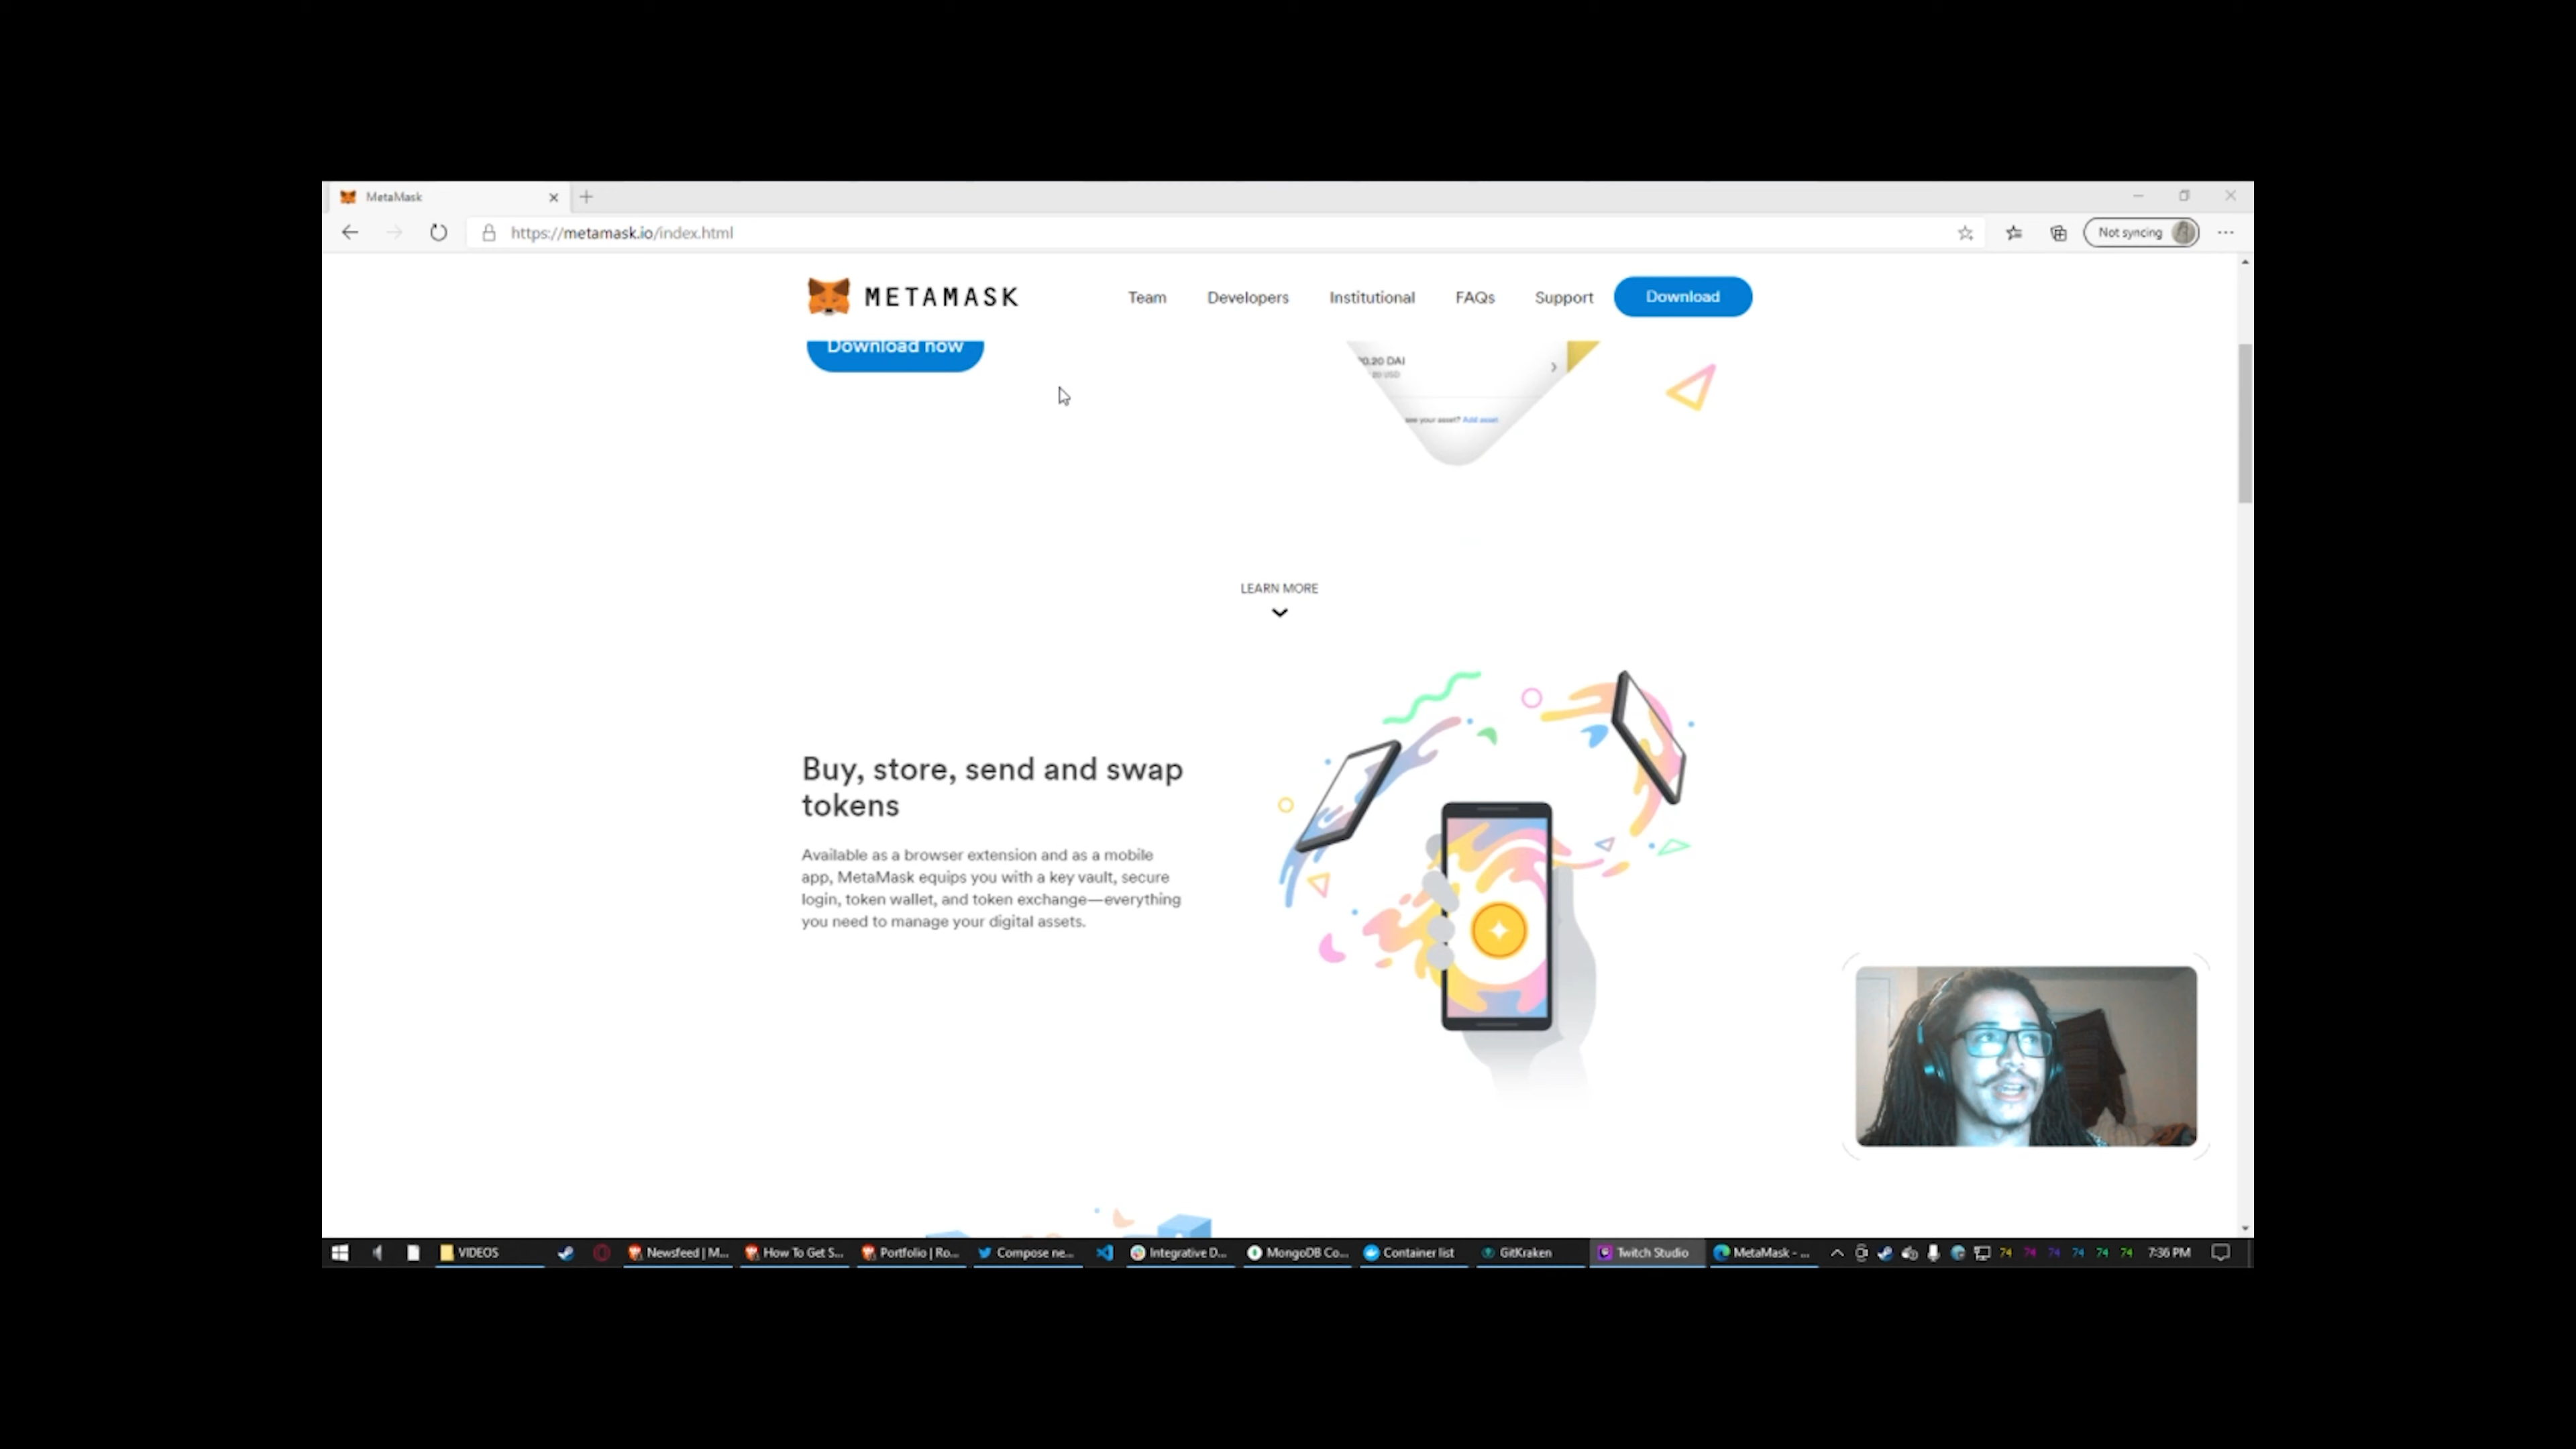 MetaMask
https://metamask.io/index.html
Not syncing
METAMASK
Team
Developers
Institutional
FAQs
Support
Download
Download now
0.20 DAI
20 USD
see your asset? Add asset
LEARN MORE
Buy, store, send and swap
tokens
Available as a browser extension and as a mobile
app, MetaMask equips you with a key vault, secure
login, token wallet, and token exchange—everything
you need to manage your digital assets.
VIDEOS
Newsfeed | M...
How To Get S...
Portfolio | Ro...
Compose ne...
Integrative D...
MongoDB Co...
Container list
GitKraken
Twitch Studio
MetaMask - ...
74 74 74 74 74 74
7:36 PM